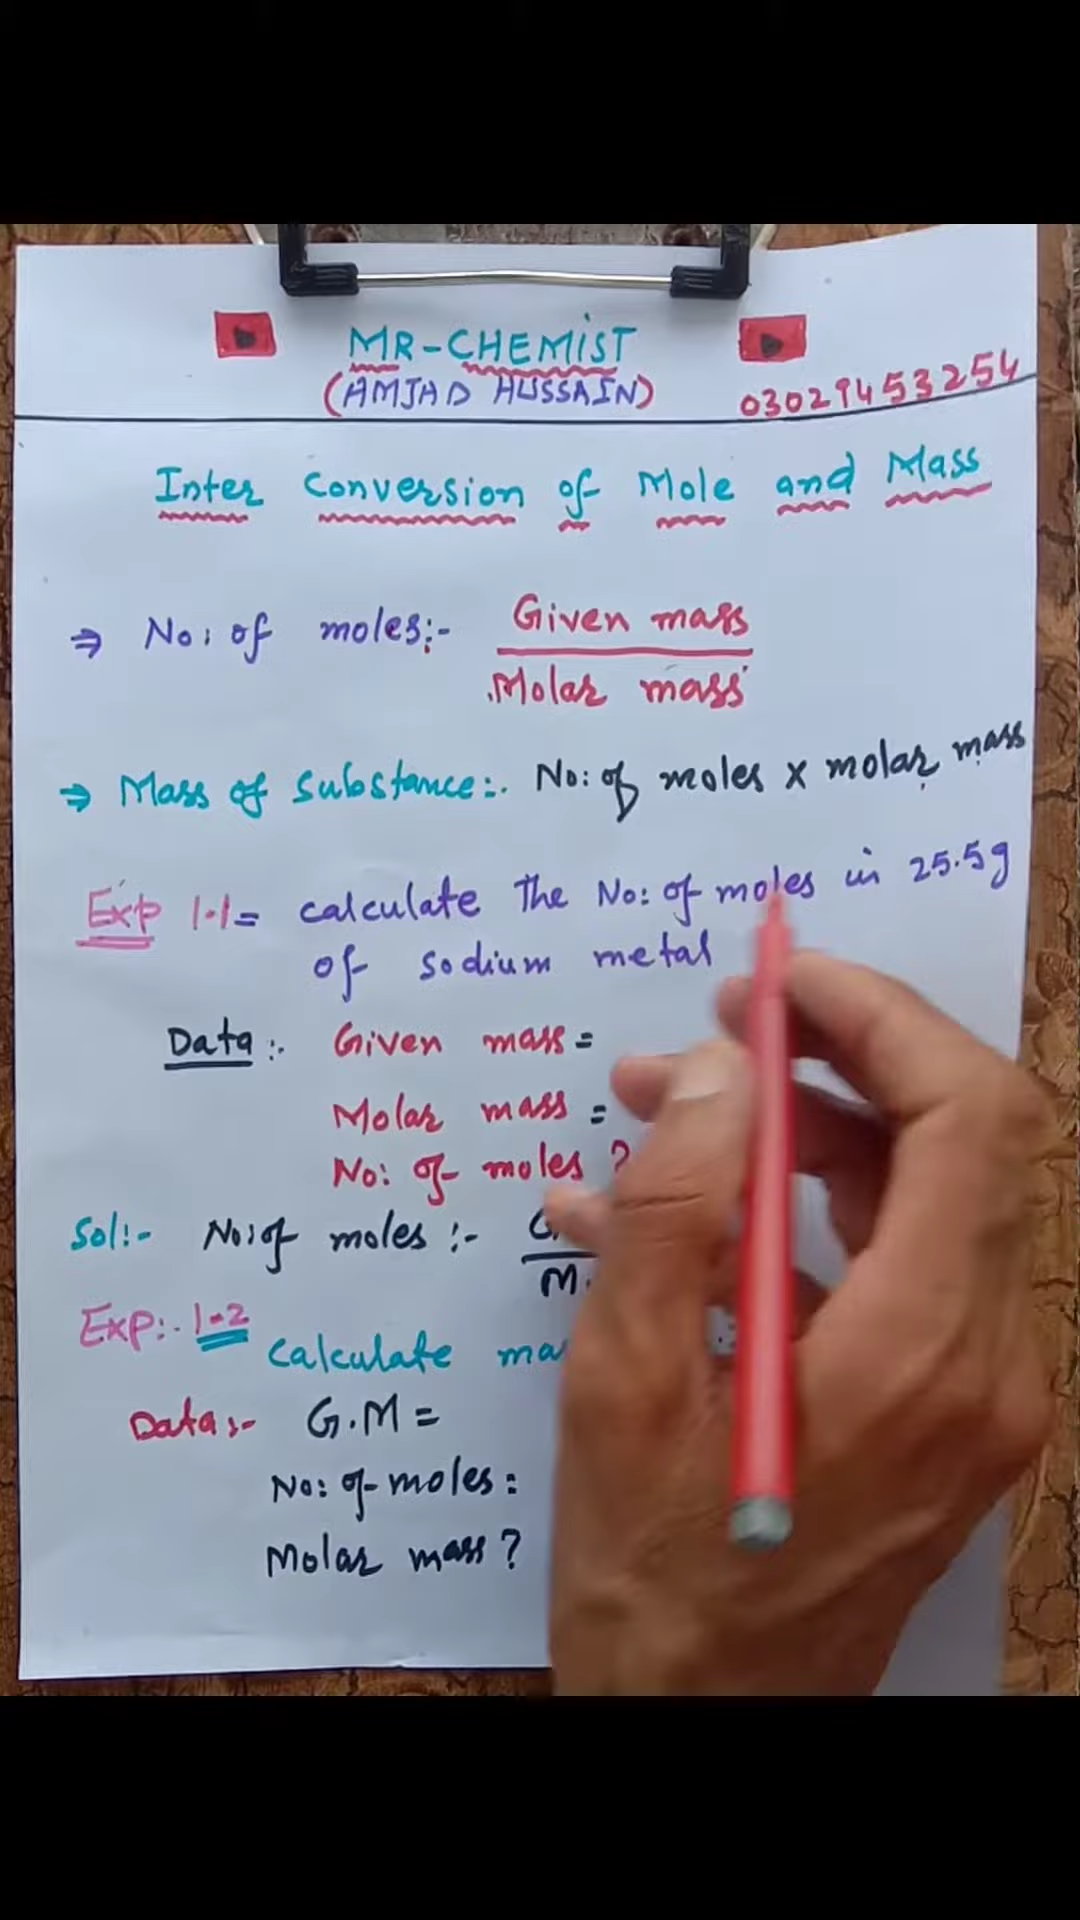 MR-CHEMIST
(AMJAD HUSSAIN) 03029453254
Inter Conversion of Mole and Mass
⇒ No: of moles:- Given mass
Molar mass
⇒ Mass of Substance:. No: of moles x molar mass
Exp 1.1= calculate the No: of moles in 25.5g
of sodium metal
Data:. Given mass =
Molar mass =
No: of moles ?
Sol:- No: of moles :- G.
M.
Exp:. 1.2
Calculate
Data:- G.M =
No: of moles:
Molar mass?